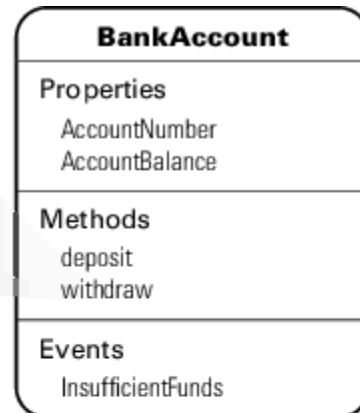 BankAccount
Properties
AccountNumber
AccountBalance
Methods
deposit
withdraw
Events
InsufficientFunds